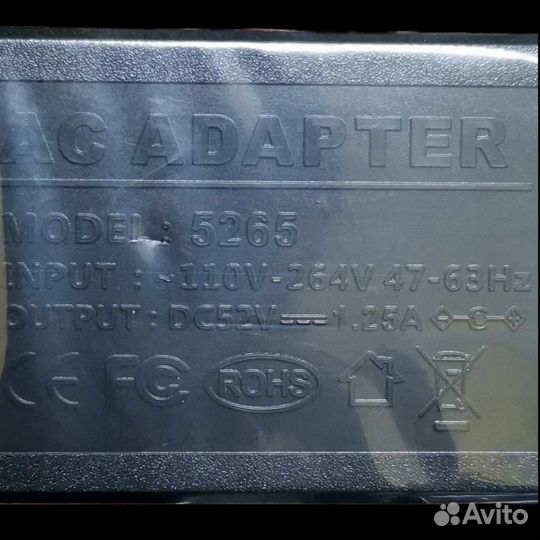 AC ADAPTER
MODEL : 5265
INPUT : ~110V-264V 47-63Hz
OUTPUT : DC52V⎓1.25A
CE FC ROHS
Avito